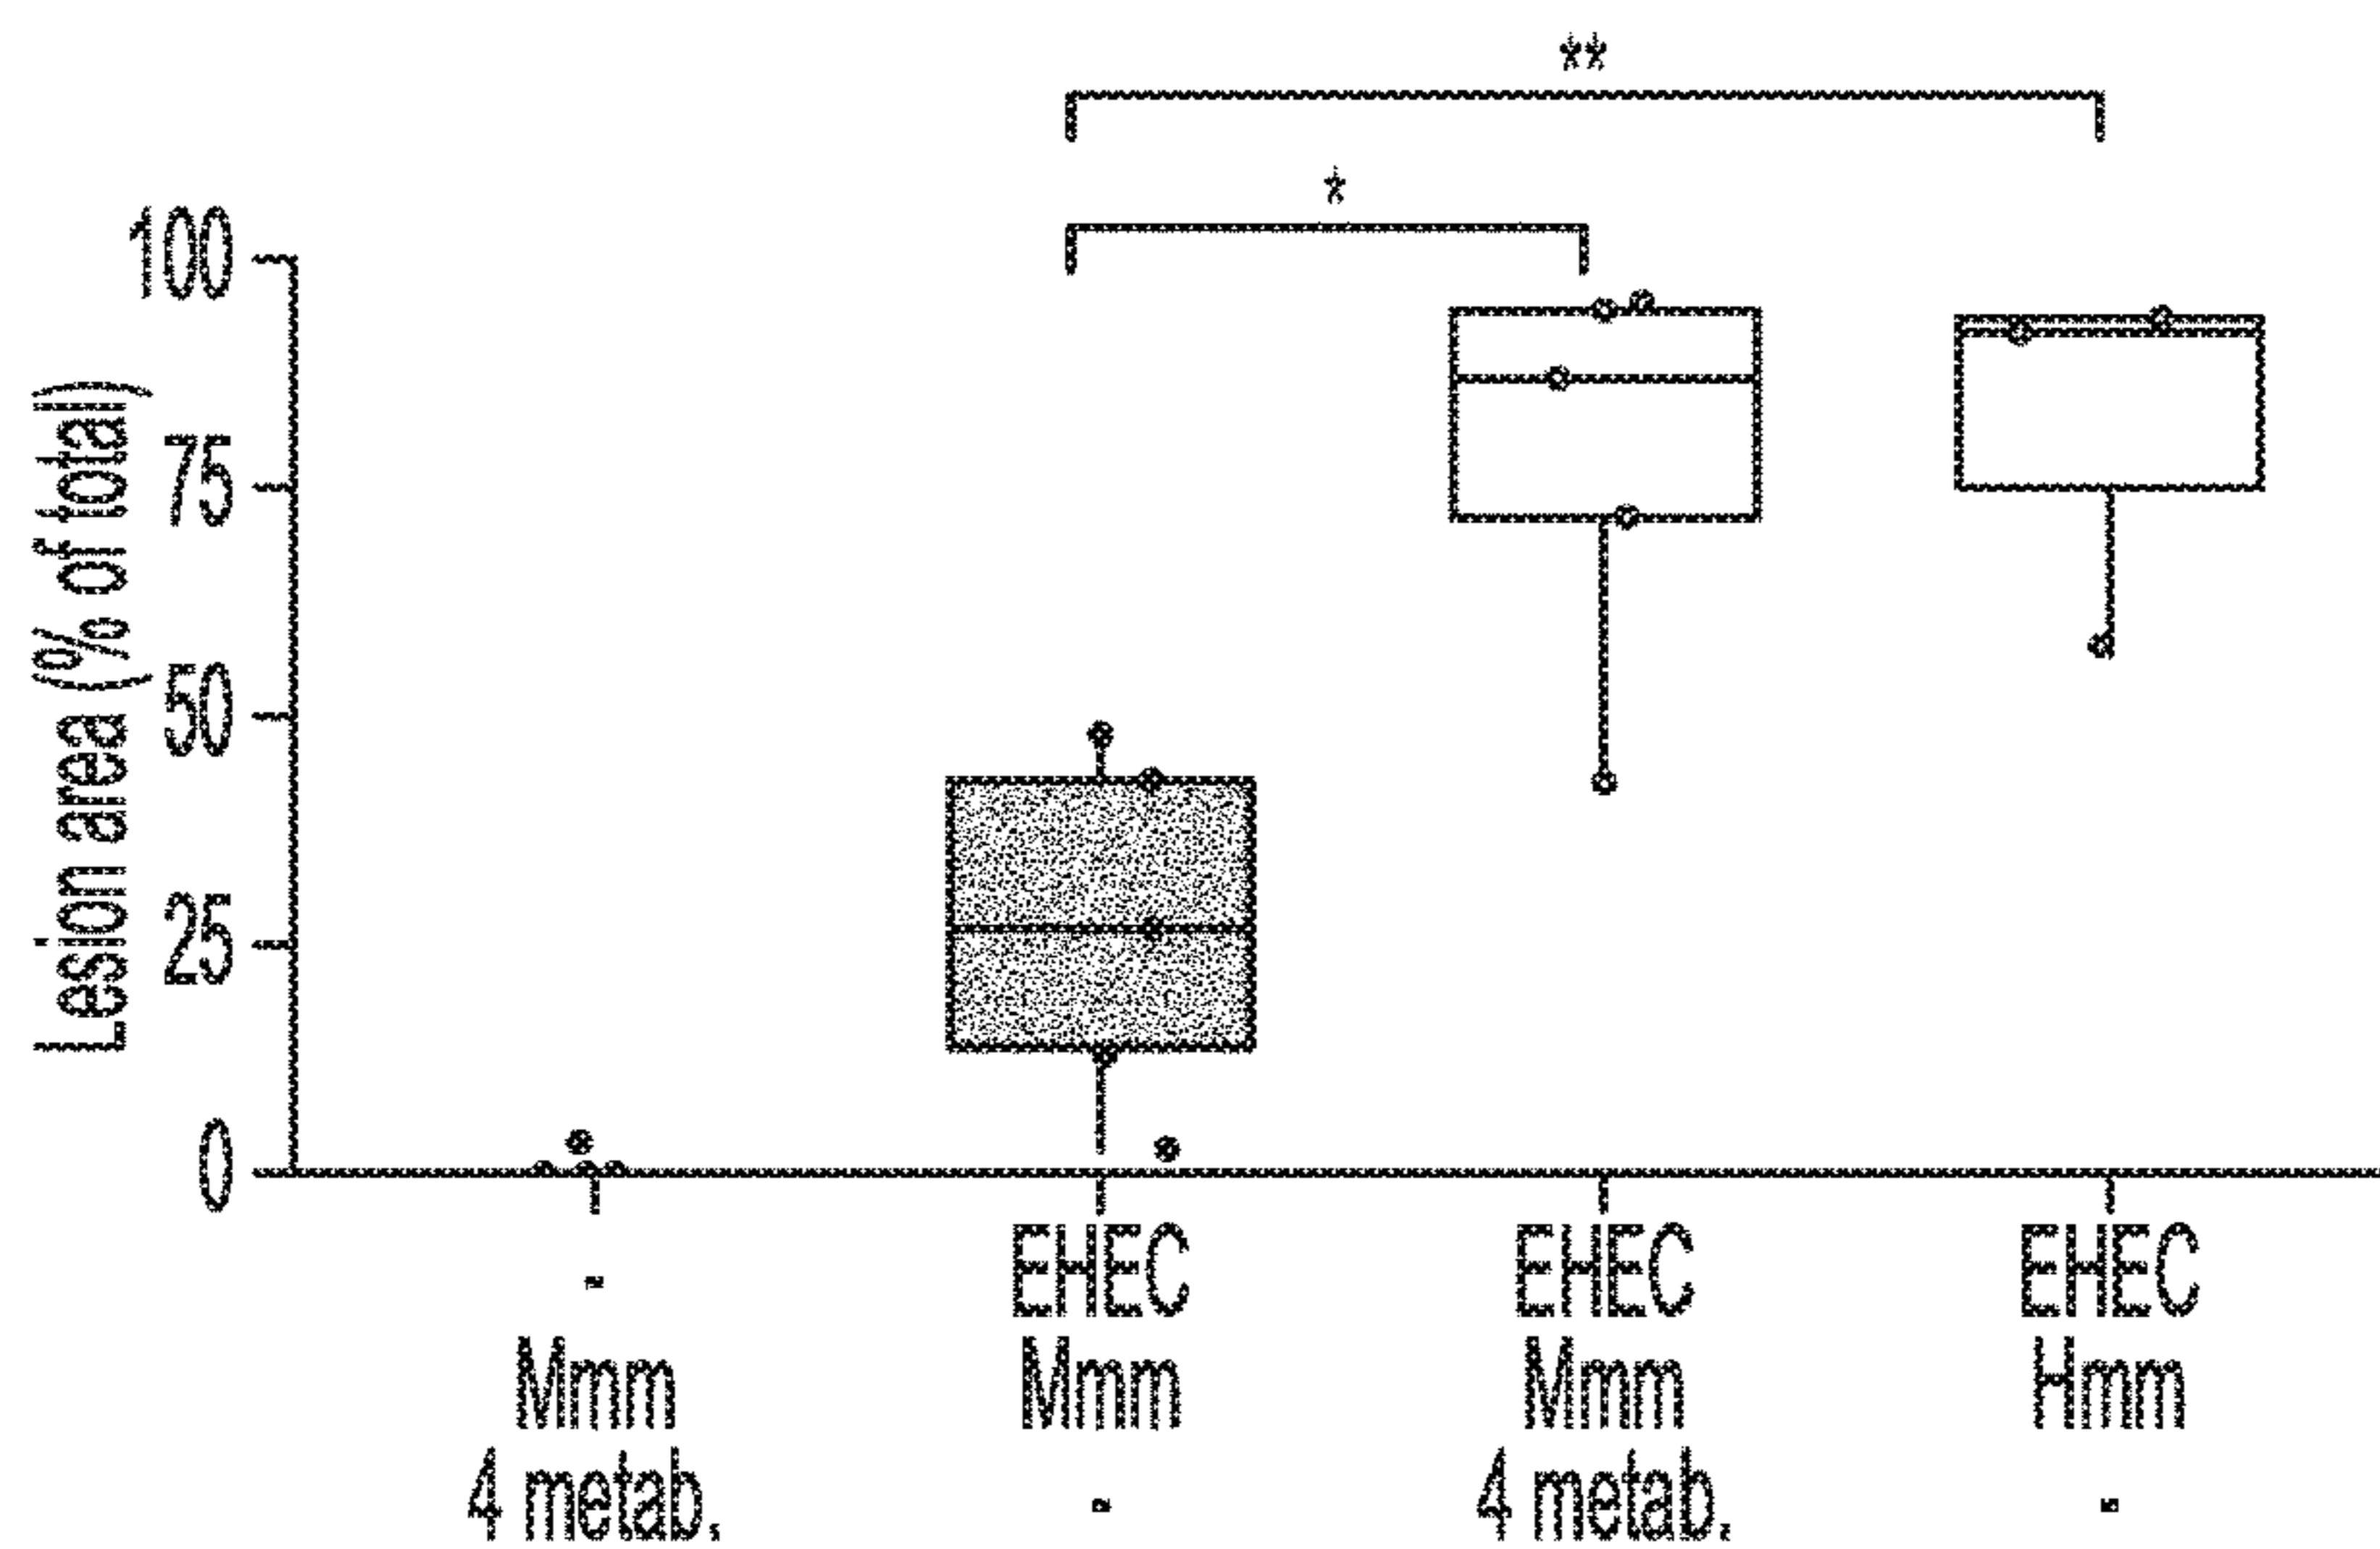 **
*
100
75
50
25
0
Lesion area (% of total)
- EHEC EHEC EHEC
Mmm Mmm Mmm Hmm
4 metab. - 4 metab. -